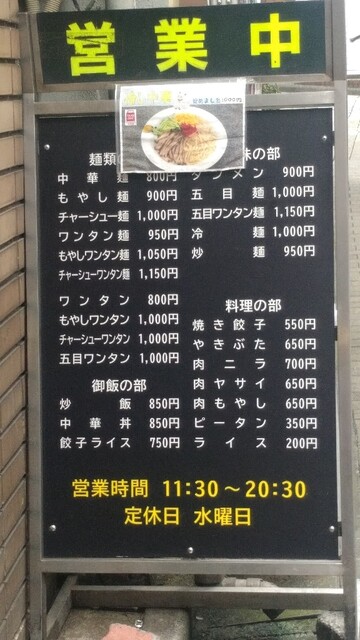 営業中
麺類
中華麺 800円
もやし麺 900円
チャーシュー麺 1,000円
ワンタン麺 950円
もやしワンタン麺 1,050円
チャーシューワンタン麺 1,150円
ワンタン 800円
もやしワンタン 1,000円
チャーシューワンタン 1,000円
五目ワンタン 1,000円
御飯の部
炒飯 850円
中華丼 850円
餃子ライス 750円
味の部
タンメン 900円
五目麺 1,000円
五目ワンタン麺 1,150円
冷麺 1,000円
炒麺 950円
料理の部
焼き餃子 550円
やきぶた 650円
肉ニラ 700円
肉ヤサイ 650円
肉もやし 650円
ピータン 350円
ライス 200円
営業時間 11:30～20:30
定休日 水曜日